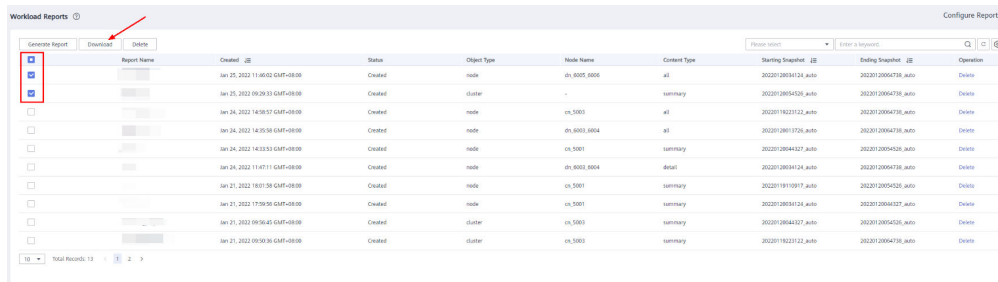 Workload Reports
Configure Report
Generate Report Download Delete Please select Enter a keyword.
Report Name Created Status Object Type Node Name Content Type Starting Snapshot Ending Snapshot Operation
Jan 25, 2022 11:46:02 GMT+08:00 Created node dn_6005_6006 all 20220120034124_auto 20220120064738_auto Delete
Jan 25, 2022 09:29:33 GMT+08:00 Created cluster - summary 20220120054526_auto 20220120064738_auto Delete
Jan 24, 2022 14:58:57 GMT+08:00 Created node cn_5003 all 20220119223122_auto 20220120064738_auto Delete
Jan 24, 2022 14:35:58 GMT+08:00 Created node dn_6003_6004 all 20220120013726_auto 20220120064738_auto Delete
Jan 24, 2022 14:33:53 GMT+08:00 Created node cn_5001 summary 20220120044327_auto 20220120054526_auto Delete
Jan 24, 2022 11:47:11 GMT+08:00 Created node dn_6003_6004 detail 20220120034124_auto 20220120064738_auto Delete
Jan 21, 2022 18:01:58 GMT+08:00 Created node cn_5001 summary 20220119110917_auto 20220120054526_auto Delete
Jan 21, 2022 17:59:56 GMT+08:00 Created node cn_5001 summary 20220120034124_auto 20220120044327_auto Delete
Jan 21, 2022 09:56:45 GMT+08:00 Created cluster cn_5003 summary 20220120044327_auto 20220120054526_auto Delete
Jan 21, 2022 09:50:36 GMT+08:00 Created cluster cn_5003 summary 20220119223122_auto 20220120064738_auto Delete
10 Total Records: 13 < 1 2 >